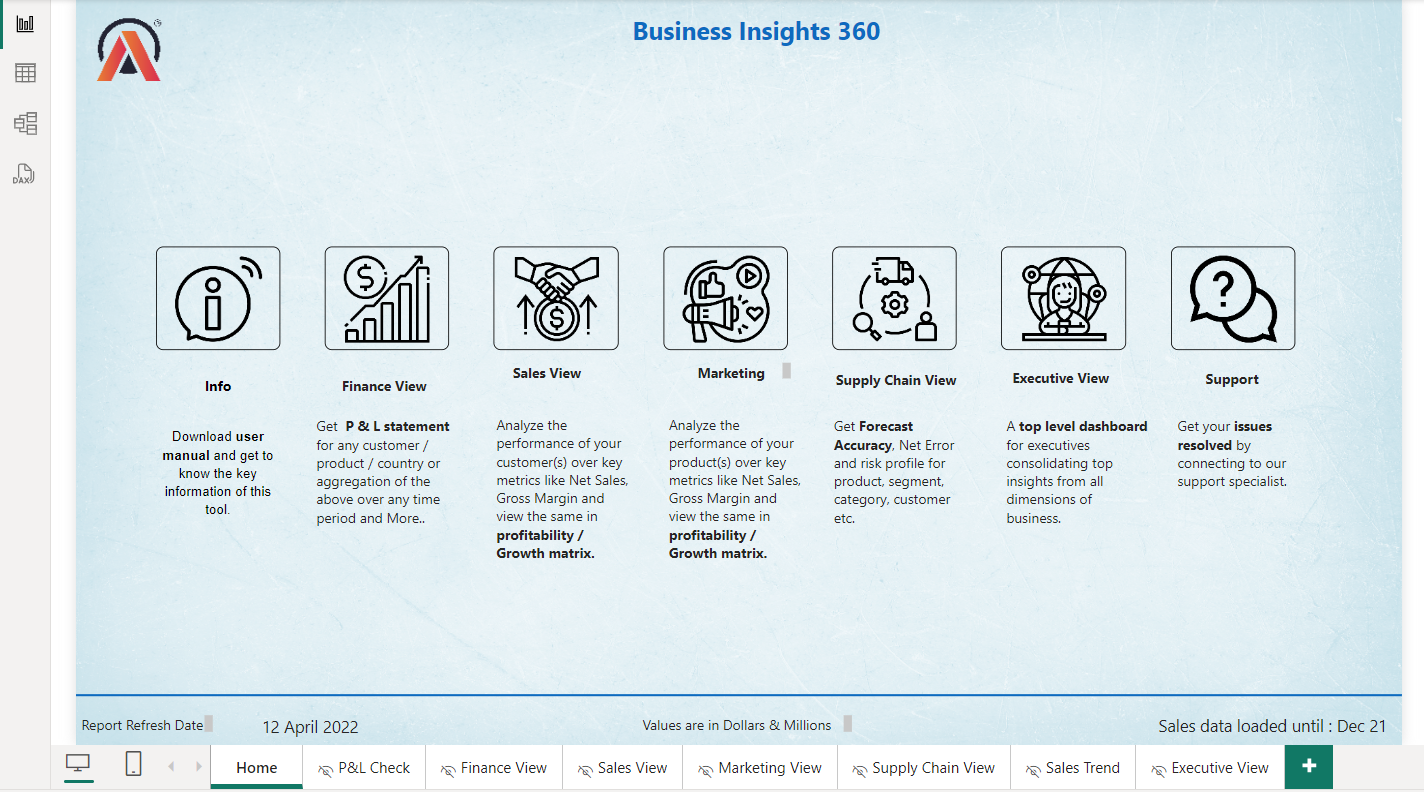 Business Insights 360
DAX
Info
Finance View
Sales View
Marketing
Supply Chain View
Executive View
Support
Download user
manual and get to
know the key
information of this
tool.
Get  P & L statement
for any customer /
product / country or
aggregation of the
above over any time
period and More..
Analyze the
performance of your
customer(s) over key
metrics like Net Sales,
Gross Margin and
view the same in
profitability /
Growth matrix.
Analyze the
performance of your
product(s) over key
metrics like Net Sales,
Gross Margin and
view the same in
profitability /
Growth matrix.
Get Forecast
Accuracy, Net Error
and risk profile for
product, segment,
category, customer
etc.
A top level dashboard
for executives
consolidating top
insights from all
dimensions of
business.
Get your issues
resolved by
connecting to our
support specialist.
Report Refresh Date
12 April 2022
Values are in Dollars & Millions
Sales data loaded until : Dec 21
Home
P&L Check
Finance View
Sales View
Marketing View
Supply Chain View
Sales Trend
Executive View